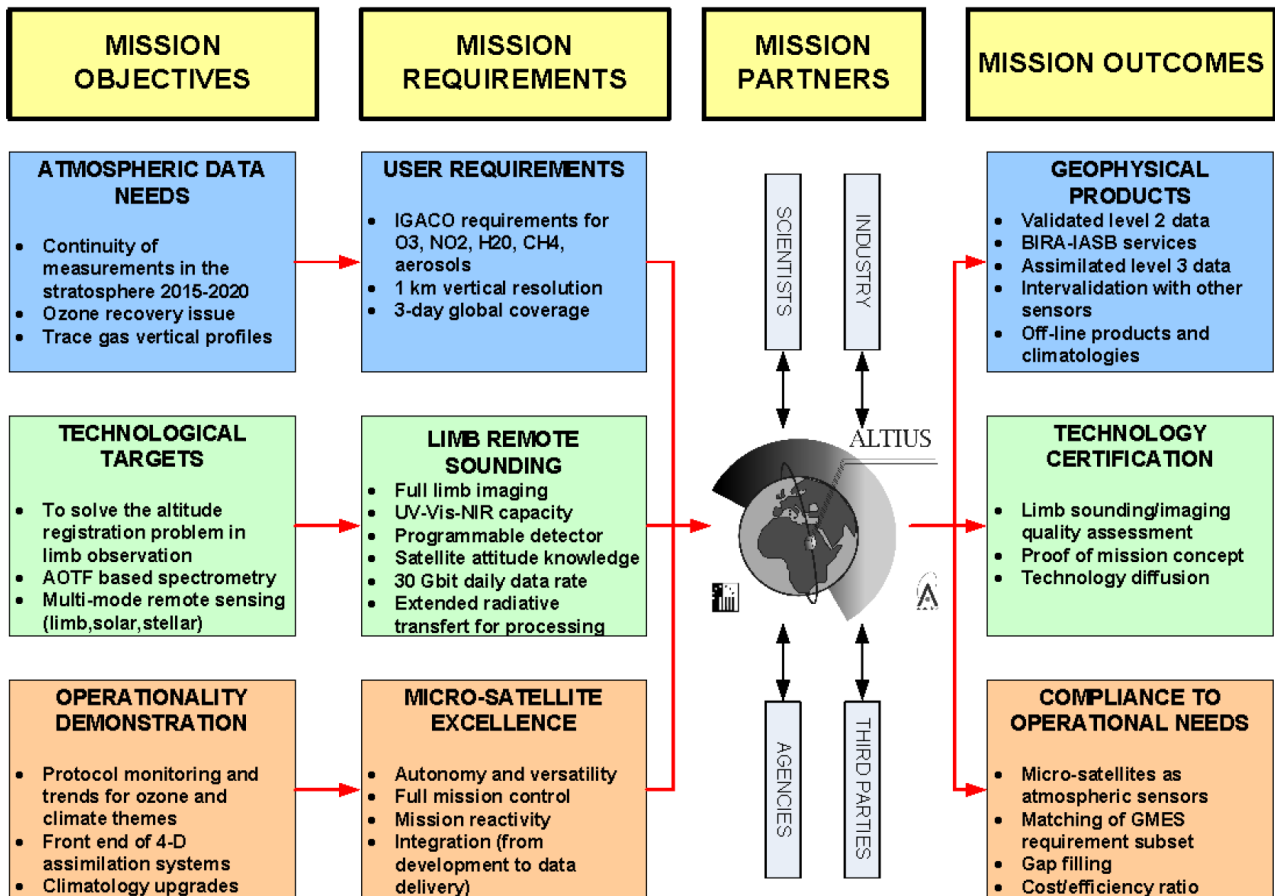 MISSION
OBJECTIVES
MISSION
REQUIREMENTS
MISSION
PARTNERS
MISSION OUTCOMES
ATMOSPHERIC DATA
NEEDS
• Continuity of
measurements in the
stratosphere 2015-2020
• Ozone recovery issue
• Trace gas vertical profiles
USER REQUIREMENTS
• IGACO requirements for
O3, NO2, H20, CH4,
aerosols
• 1 km vertical resolution
• 3-day global coverage
SCIENTISTS
INDUSTRY
GEOPHYSICAL
PRODUCTS
• Validated level 2 data
• BIRA-IASB services
• Assimilated level 3 data
• Intervalidation with other
sensors
• Off-line products and
climatologies
TECHNOLOGICAL
TARGETS
• To solve the altitude
registration problem in
limb observation
• AOTF based spectrometry
• Multi-mode remote sensing
(limb,solar,stellar)
LIMB REMOTE
SOUNDING
• Full limb imaging
• UV-Vis-NIR capacity
• Programmable detector
• Satellite attitude knowledge
• 30 Gbit daily data rate
• Extended radiative
transfert for processing
ALTIUS
TECHNOLOGY
CERTIFICATION
• Limb sounding/imaging
quality assessment
• Proof of mission concept
• Technology diffusion
OPERATIONALITY
DEMONSTRATION
• Protocol monitoring and
trends for ozone and
climate themes
• Front end of 4-D
assimilation systems
• Climatology upgrades
MICRO-SATELLITE
EXCELLENCE
• Autonomy and versatility
• Full mission control
• Mission reactivity
• Integration (from
development to data
delivery)
AGENCIES
THIRD PARTIES
COMPLIANCE TO
OPERATIONAL NEEDS
• Micro-satellites as
atmospheric sensors
• Matching of GMES
requirement subset
• Gap filling
• Cost/efficiency ratio